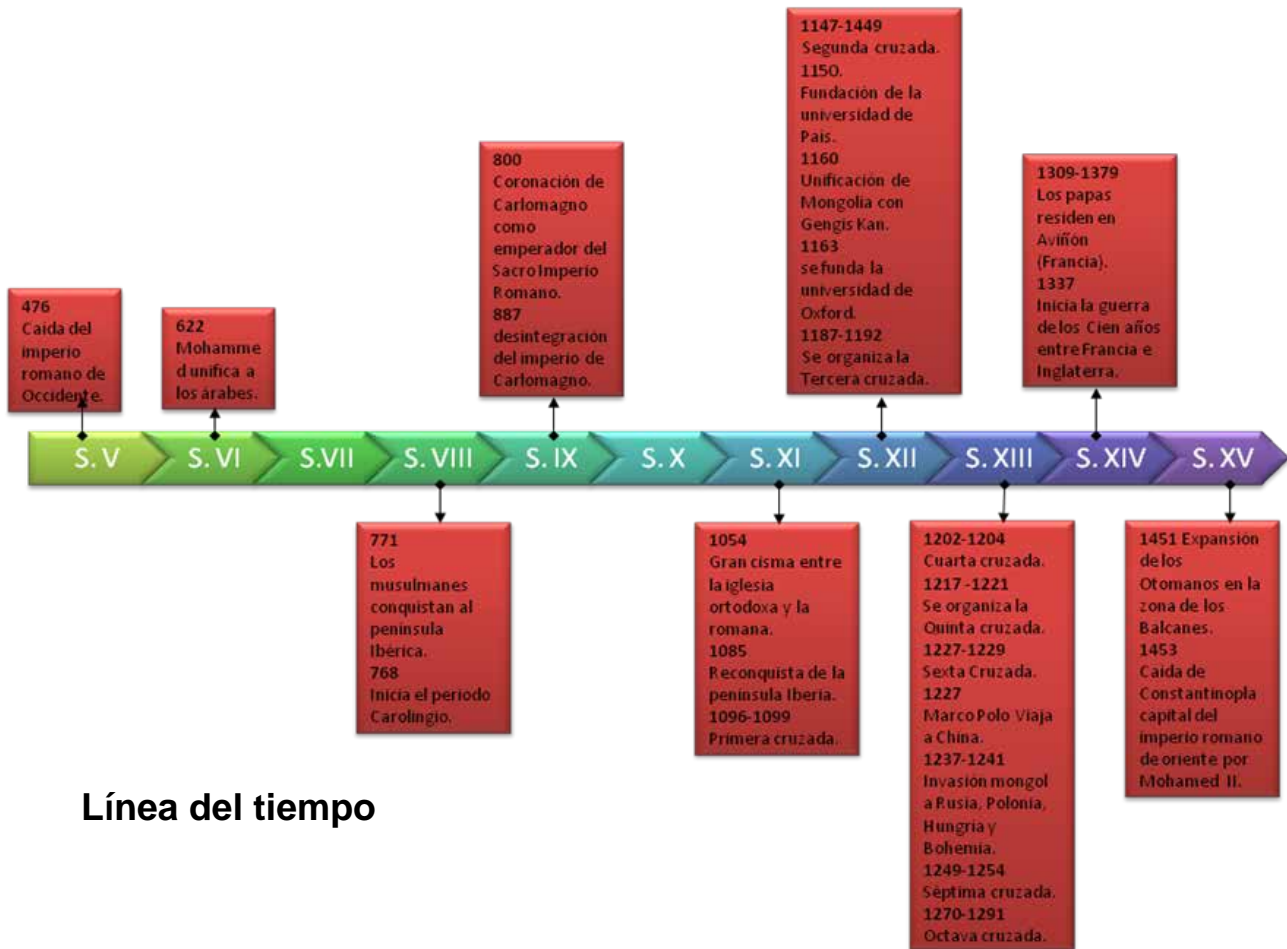 1147-1449
Segunda cruzada.
1150.
Fundación de la
universidad de
Pais.
1160
Unificación de
Mongolia con
Gengis Kan.
1163
se funda la
universidad de
Oxford.
1187-1192
Se organiza la
Tercera cruzada.
800
Coronación de
Carlomagno
como
emperador del
Sacro Imperio
Romano.
887
desintegración
del imperio de
Carlomagno.
1309-1379
Los papas
residen en
Aviñón
(Francia).
1337
Inicia la guerra
de los Cien años
entre Francia e
Inglaterra.
476
Caida del
imperio
romano de
Occidente.
622
Mohamme
d unifica a
los árabes.
S. V
S. VI
S.VII
S. VIII
S. IX
S. X
S. XI
S. XII
S. XIII
S. XIV
S. XV
771
Los
musulmanes
conquistan al
península
Ibérica.
768
Inicia el periodo
Carolingio.
1054
Gran cisma entre
la iglesia
ortodoxa y la
romana.
1085
Reconquista de la
península Iberia.
1096-1099
Primera cruzada.
1202-1204
Cuarta cruzada.
1217 -1221
Se organiza la
Quinta cruzada.
1227-1229
Sexta Cruzada.
1227
Marco Polo Viaja
a China.
1237-1241
Invasión mongol
a Rusia, Polonia,
Hungría y
Bohemia.
1249-1254
Séptima cruzada.
1270-1291
Octava cruzada.
1451 Expansión
de los
Otomanos en la
zona de los
Balcanes.
1453
Caida de
Constantinopla
capital del
imperio romano
de oriente por
Mohamed II.
Línea del tiempo